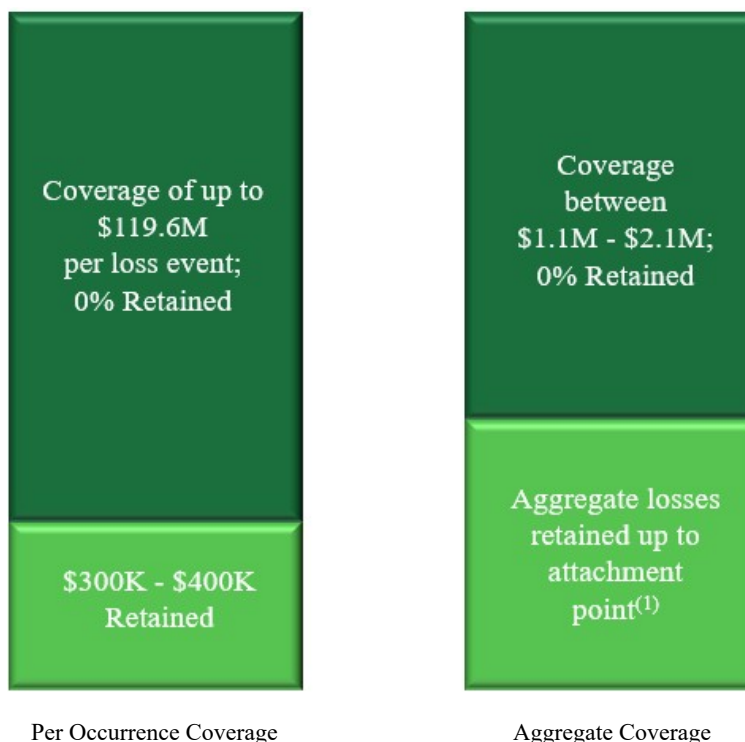 Coverage of up to
$119.6M
per loss event;
0% Retained
$300K - $400K
Retained
Per Occurrence Coverage
Coverage
between
$1.1M - $2.1M;
0% Retained
Aggregate losses
retained up to
attachment
point(1)
Aggregate Coverage